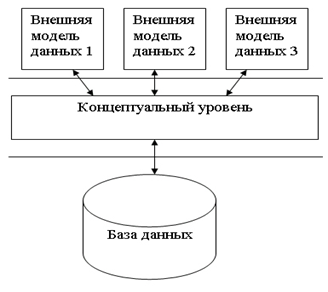 Внешняя
модель
данных 1
Внешняя
модель
данных 2
Внешняя
модель
данных 3
Концептуальный уровень
База данных